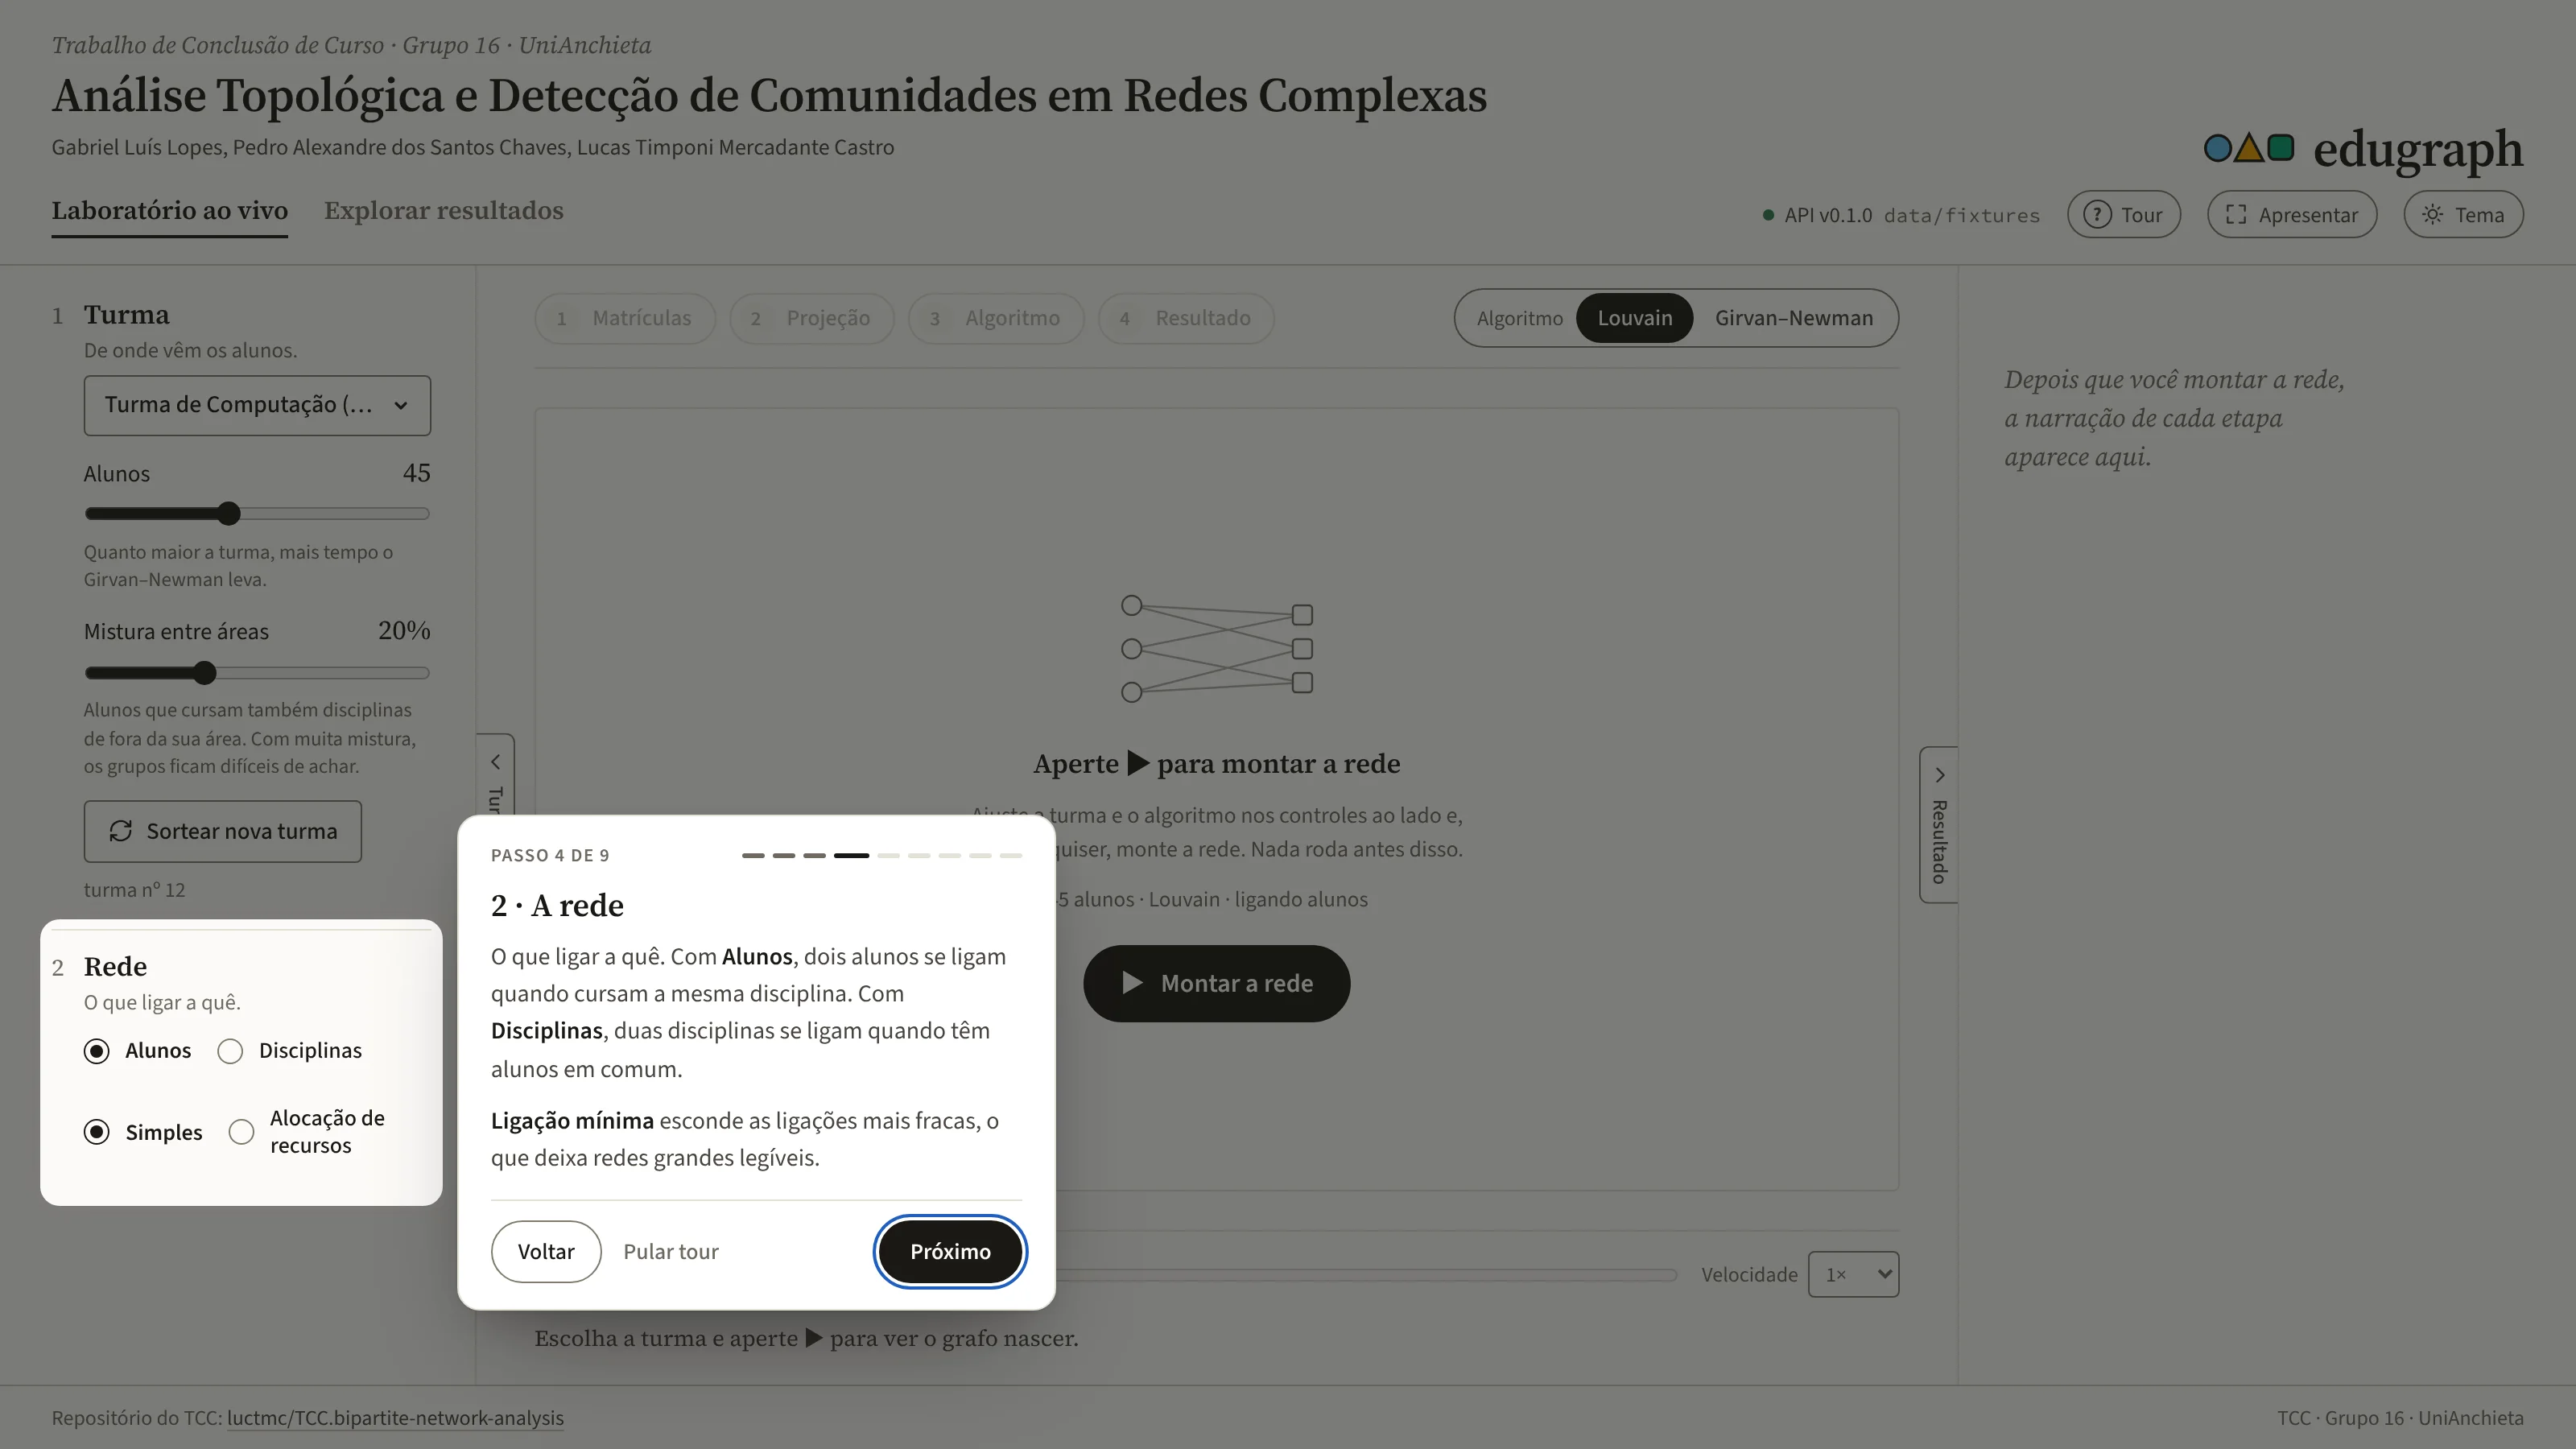 Trabalho de Conclusão de Curso · Grupo 16 · UniAnchieta
Análise Topológica e Detecção de Comunidades em Redes Complexas
Gabriel Luís Lopes, Pedro Alexandre dos Santos Chaves, Lucas Timponi Mercadante Castro
edugraph
Laboratório ao vivo
Explorar resultados
API v0.1.0 data/fixtures
? Tour
Apresentar
Tema
1 Turma
De onde vêm os alunos.
Turma de Computação (…
Alunos 45
Quanto maior a turma, mais tempo o
Girvan–Newman leva.
Mistura entre áreas 20%
Alunos que cursam também disciplinas
de fora da sua área. Com muita mistura,
os grupos ficam difíceis de achar.
Sortear nova turma
turma nº 12
2 Rede
O que ligar a quê.
Alunos
Disciplinas
Simples
Alocação de
recursos
1 Matrículas
2 Projeção
3 Algoritmo
4 Resultado
Algoritmo
Louvain
Girvan–Newman
Aperte ▶ para montar a rede
turma e o algoritmo nos controles ao lado e,
quiser, monte a rede. Nada roda antes disso.
5 alunos · Louvain · ligando alunos
Montar a rede
PASSO 4 DE 9
2 · A rede
O que ligar a quê. Com Alunos, dois alunos se ligam
quando cursam a mesma disciplina. Com
Disciplinas, duas disciplinas se ligam quando têm
alunos em comum.
Ligação mínima esconde as ligações mais fracas, o
que deixa redes grandes legíveis.
Voltar
Pular tour
Próximo
Velocidade 1×
Escolha a turma e aperte ▶ para ver o grafo nascer.
Depois que você montar a rede,
a narração de cada etapa
aparece aqui.
Resultado
Repositório do TCC: luctmc/TCC.bipartite-network-analysis
TCC · Grupo 16 · UniAnchieta